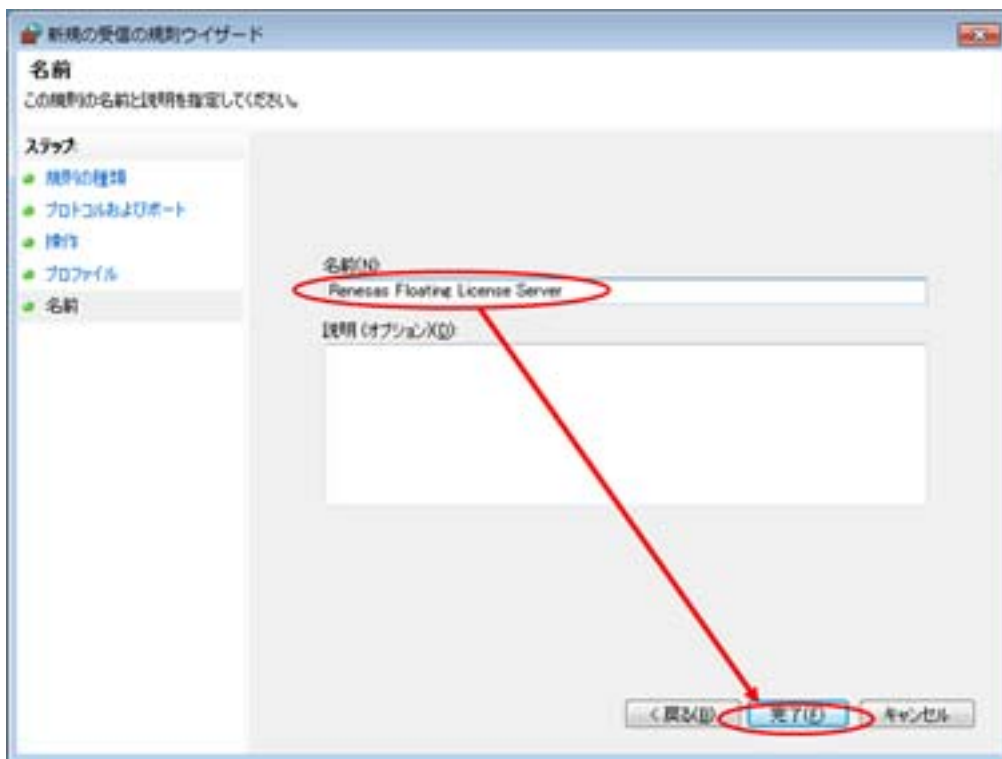 新規の受信の規則ウィザード
名前
この規則の名前と説明を指定してください。
ステップ:
規則の種類
プロトコルおよびポート
操作
プロファイル
名前
名前(N)
Renesas Floating License Server
説明 (オプション)(D):
< 戻る(B)
完了(F)
キャンセル